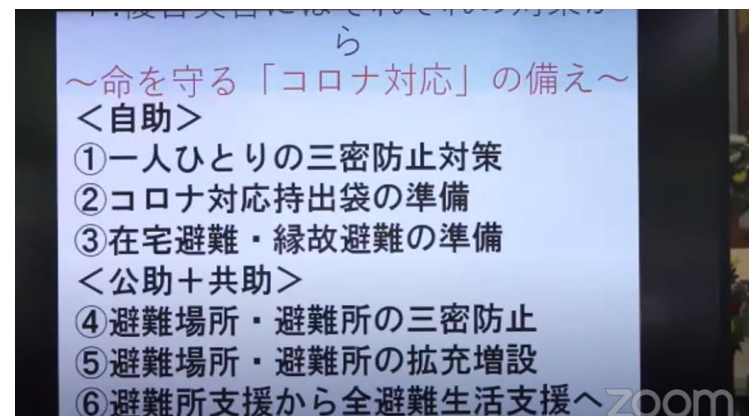 複合災害にはそれぞれの対策か
ら
～命を守る「コロナ対応」の備え～
＜自助＞
①一人ひとりの三密防止対策
②コロナ対応持出袋の準備
③在宅避難・縁故避難の準備
＜公助＋共助＞
④避難場所・避難所の三密防止
⑤避難場所・避難所の拡充増設
⑥避難所支援から全避難生活支援へ
zoom